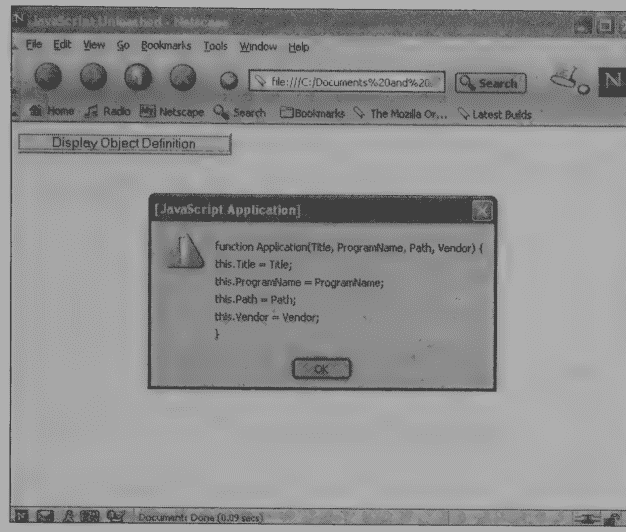 N JavaScript Unleashed - Netscape
File Edit View Go Bookmarks Tools Window Help
file:///C:/Documents%20and%20 Search N
Home Radio My Netscape Search Bookmarks The Mozilla Or... Latest Builds
Display Object Definition
[JavaScript Application]
function Application(Title, ProgramName, Path, Vendor) {
this.Title = Title;
this.ProgramName = ProgramName;
this.Path = Path;
this.Vendor = Vendor;
}
OK
N Document: Done (0.09 secs)